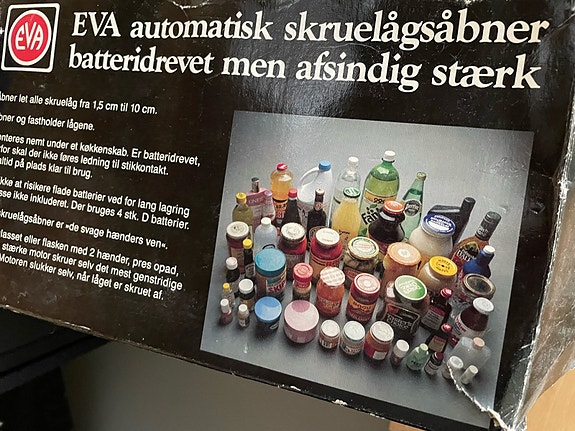 EVA
EVA automatisk skruelågsåbner
batteridrevet men afsindig stærk
åbner let alle skruelåg fra 1,5 cm til 10 cm.
bner og fastholder lågene.
nteres nemt under et køkkenskab. Er batteridrevet,
for skal der ikke føres ledning til stikkontakt.
altid på plads klar til brug.
ikke at risikere flade batterier ved for lang lagring
sse ikke inkluderet. Der bruges 4 stk. D batterier.
skruelågsåbner er »de svage hænders ven«.
lasset eller flasken med 2 hænder, pres opad,
stærke motor skruer selv det mest genstridige
Motoren slukker selv, når låget er skruet af.